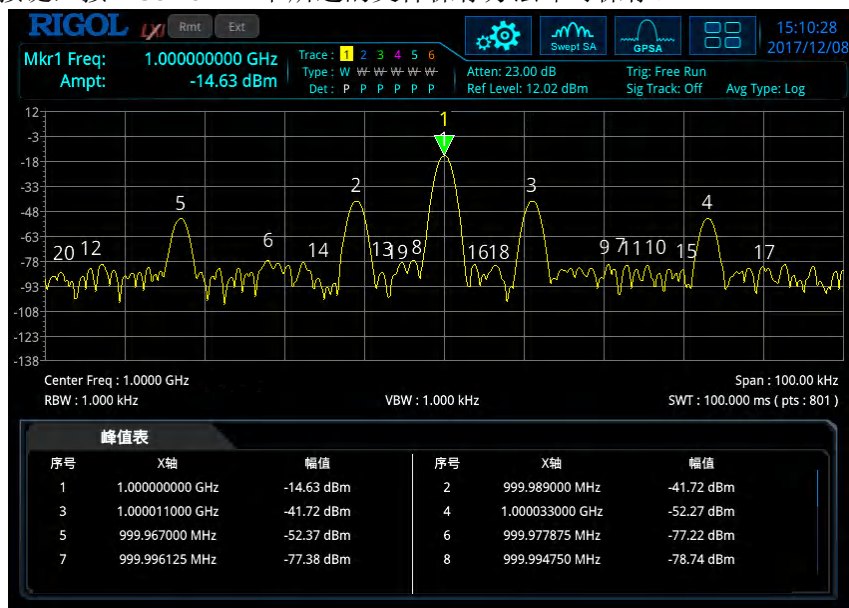 RIGOL LXI Rmt Ext
Swept SA
GPSA
15:10:28
2017/12/08
Mkr1 Freq: 1.000000000 GHz
Ampt: -14.63 dBm
Trace: 1 2 3 4 5 6
Type: W W W W W W
Det: P P P P P P
Atten: 23.00 dB
Ref Level: 12.02 dBm
Trig: Free Run
Sig Track: Off Avg Type: Log
12
-3
-18
-33
-48
-63
-78
-93
-108
-123
-138
1
1
2 3
5 4
20 12 6 14 13 19 8 16 18 9 7 11 10 15 17
Center Freq : 1.0000 GHz Span : 100.00 kHz
RBW : 1.000 kHz VBW : 1.000 kHz SWT : 100.000 ms ( pts : 801 )
峰值表
序号 X轴 幅值 序号 X轴 幅值
1 1.000000000 GHz -14.63 dBm 2 999.989000 MHz -41.72 dBm
3 1.000011000 GHz -41.72 dBm 4 1.000033000 GHz -52.27 dBm
5 999.967000 MHz -52.37 dBm 6 999.977875 MHz -77.22 dBm
7 999.996125 MHz -77.38 dBm 8 999.994750 MHz -78.74 dBm